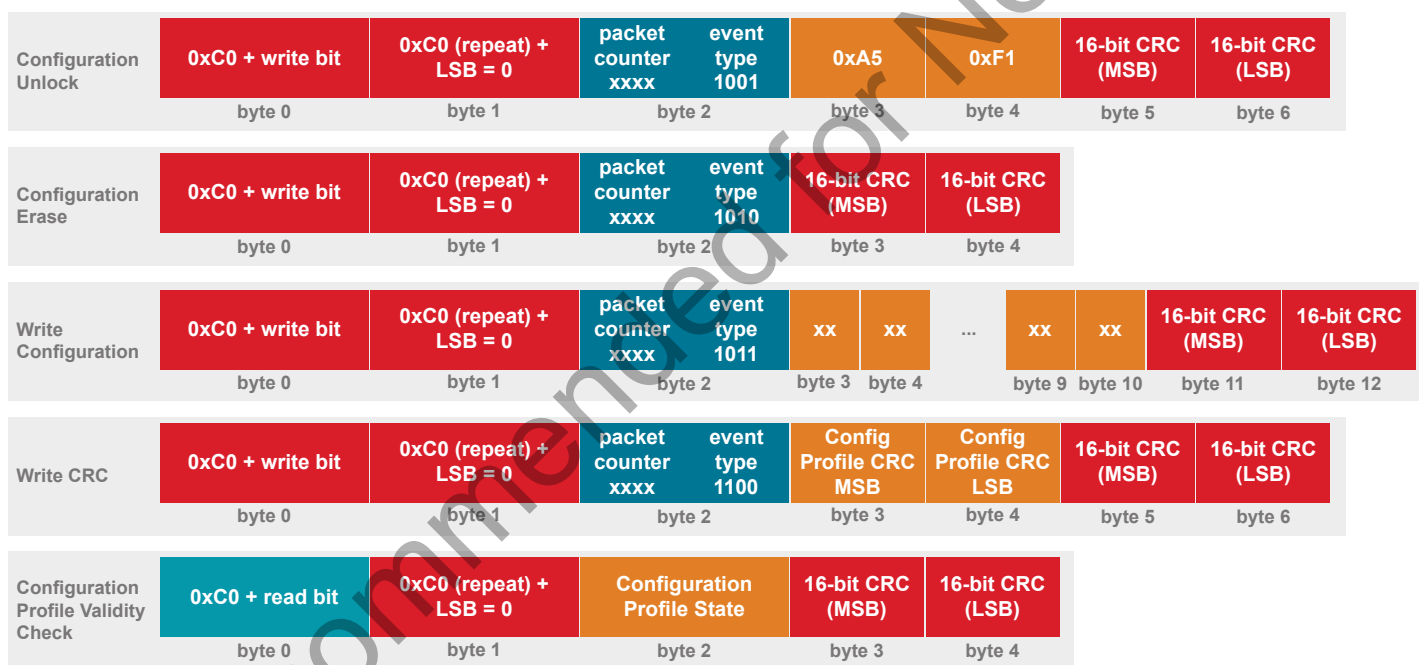 Configuration
Unlock
0xC0 + write bit
0xC0 (repeat) +
LSB = 0
packet
counter
xxxx
event
type
1001
0xA5
0xF1
16-bit CRC
(MSB)
16-bit CRC
(LSB)
byte 0
byte 1
byte 2
byte 3
byte 4
byte 5
byte 6
Configuration
Erase
0xC0 + write bit
0xC0 (repeat) +
LSB = 0
packet
counter
xxxx
event
type
1010
16-bit CRC
(MSB)
16-bit CRC
(LSB)
byte 0
byte 1
byte 2
byte 3
byte 4
Write
Configuration
0xC0 + write bit
0xC0 (repeat) +
LSB = 0
packet
counter
xxxx
event
type
1011
xx
xx
...
xx
xx
16-bit CRC
(MSB)
16-bit CRC
(LSB)
byte 0
byte 1
byte 2
byte 3
byte 4
byte 9
byte 10
byte 11
byte 12
Write CRC
0xC0 + write bit
0xC0 (repeat) +
LSB = 0
packet
counter
xxxx
event
type
1100
Config
Profile CRC
MSB
Config
Profile CRC
LSB
16-bit CRC
(MSB)
16-bit CRC
(LSB)
byte 0
byte 1
byte 2
byte 3
byte 4
byte 5
byte 6
Configuration
Profile Validity
Check
0xC0 + read bit
0xC0 (repeat) +
LSB = 0
Configuration
Profile State
16-bit CRC
(MSB)
16-bit CRC
(LSB)
byte 0
byte 1
byte 2
byte 3
byte 4
for